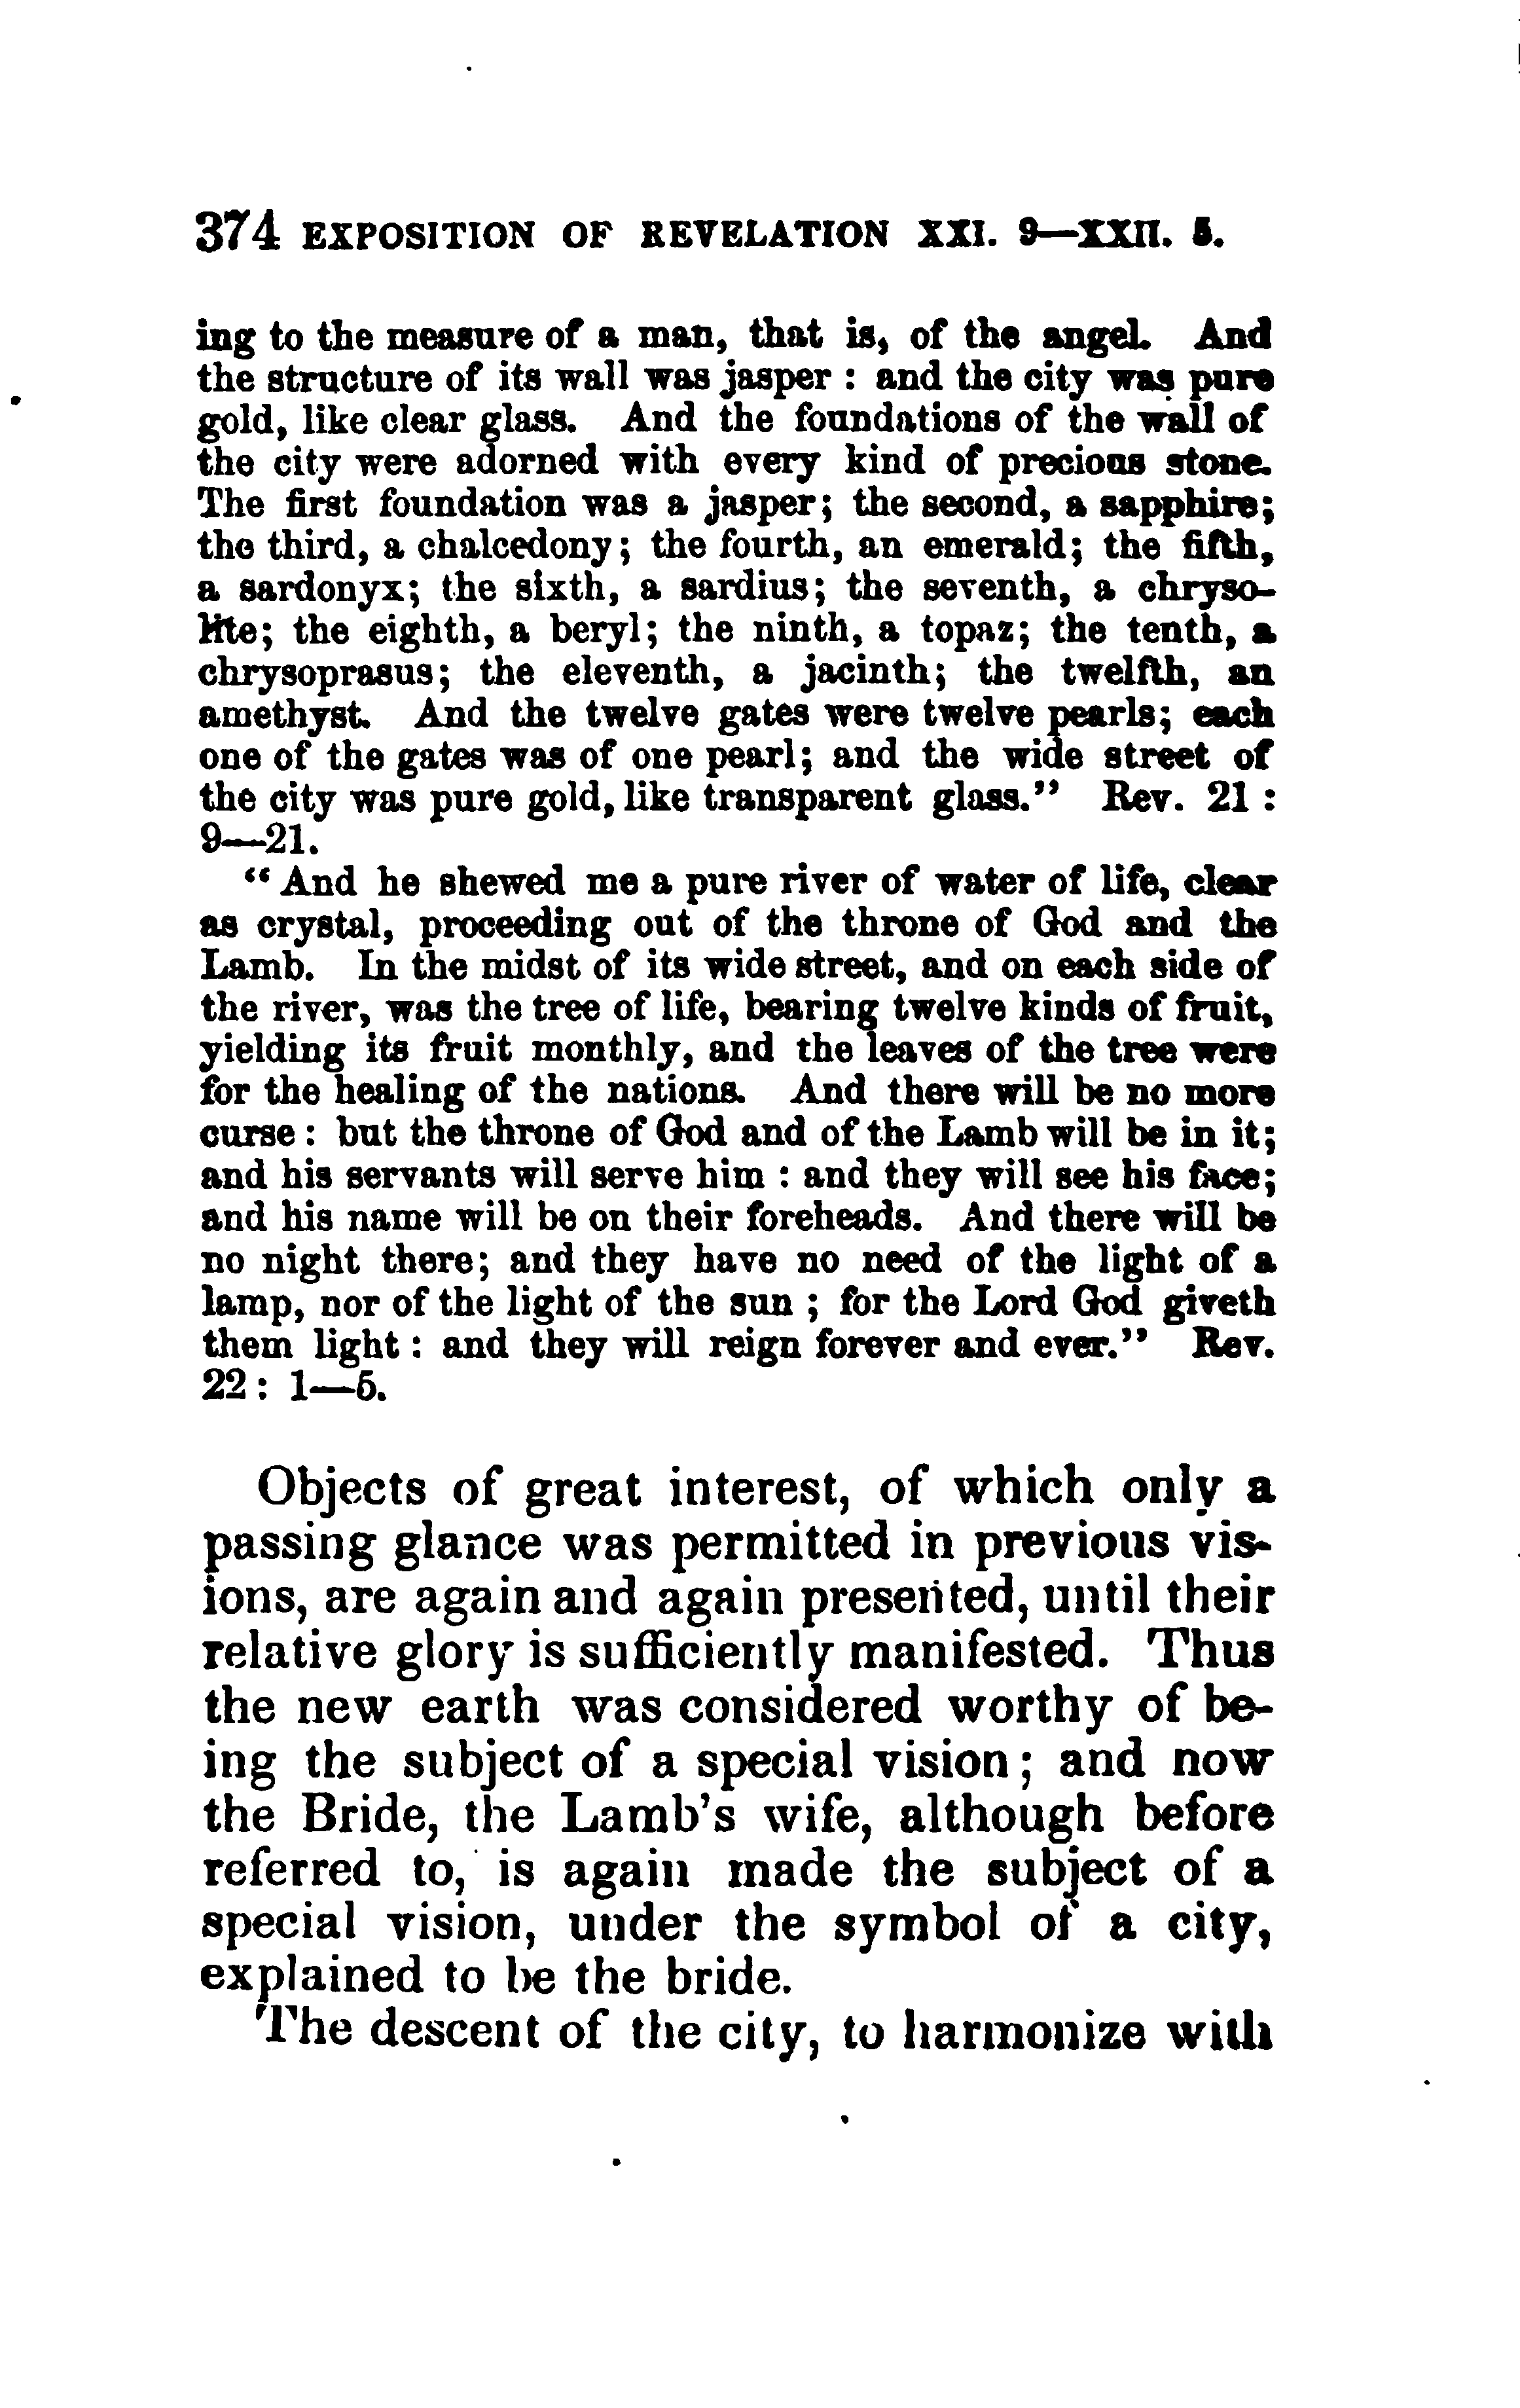 374 EXPOSITION OF REVELATION XXI. 9—XXII. 5.
ing to the measure of a man, that is, of the angel. And
the structure of its wall was jasper : and the city was pure
gold, like clear glass. And the foundations of the wall of
the city were adorned with every kind of precious stone.
The first foundation was a jasper; the second, a sapphire;
the third, a chalcedony; the fourth, an emerald; the fifth,
a sardonyx; the sixth, a sardius; the seventh, a chryso-
lite; the eighth, a beryl; the ninth, a topaz; the tenth, a
chrysoprasus; the eleventh, a jacinth; the twelfth, an
amethyst. And the twelve gates were twelve pearls; each
one of the gates was of one pearl; and the wide street of
the city was pure gold, like transparent glass." Rev. 21 :
9—21.
"And he shewed me a pure river of water of life, clear
as crystal, proceeding out of the throne of God and the
Lamb. In the midst of its wide street, and on each side of
the river, was the tree of life, bearing twelve kinds of fruit,
yielding its fruit monthly, and the leaves of the tree were
for the healing of the nations. And there will be no more
curse : but the throne of God and of the Lamb will be in it;
and his servants will serve him : and they will see his face;
and his name will be on their foreheads. And there will be
no night there; and they have no need of the light of a
lamp, nor of the light of the sun ; for the Lord God giveth
them light : and they will reign forever and ever." Rev.
22 : 1—5.
Objects of great interest, of which only a
passing glance was permitted in previous vis-
ions, are again and again presented, until their
relative glory is sufficiently manifested. Thus
the new earth was considered worthy of be-
ing the subject of a special vision; and now
the Bride, the Lamb's wife, although before
referred to, is again made the subject of a
special vision, under the symbol of a city,
explained to be the bride.
The descent of the city, to harmonize with